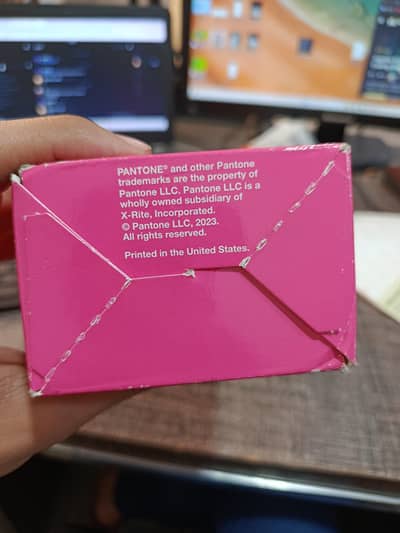 PANTONE® and other Pantone
trademarks are the property of
Pantone LLC. Pantone LLC is a
wholly owned subsidiary of
X-Rite, Incorporated.
© Pantone LLC, 2023.
All rights reserved.
Printed in the United States.